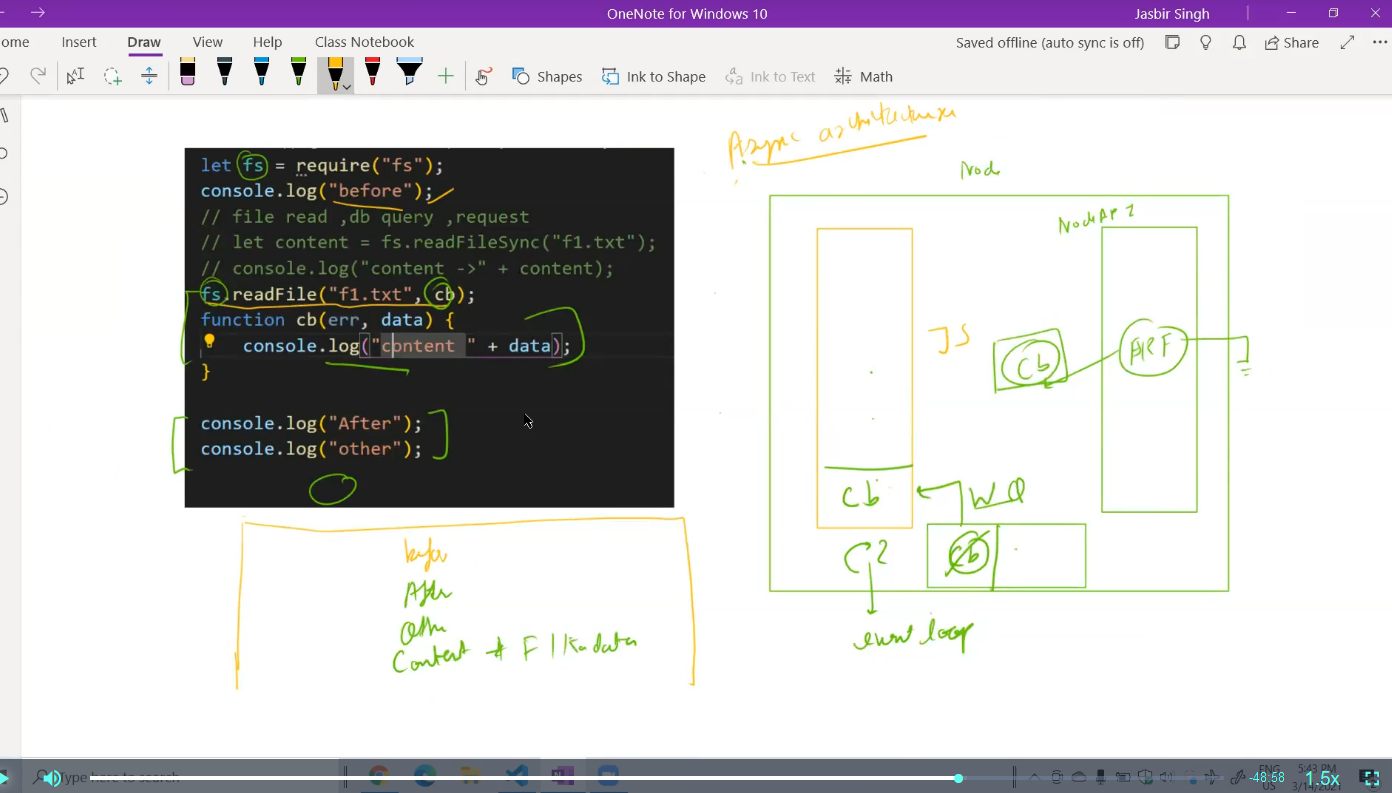 OneNote for Windows 10
Jasbir Singh
ome Insert Draw View Help Class Notebook
Saved offline (auto sync is off) Share
Shapes Ink to Shape Ink to Text Math
Async architecture
let fs = require("fs");
console.log("before");
// file read ,db query ,request
// let content = fs.readFileSync("f1.txt");
// console.log("content ->" + content);
fs.readFile("f1.txt", cb);
function cb(err, data) {
console.log("content " + data);
}
console.log("After");
console.log("other");
Node
Node API
JS
Cb
Cb
WQ
Cb
event loop
before
After
Other
Content + F1 ka data
Type here to search
ENG
US
5:43 PM
3/14/2021
-48:58
1.5x